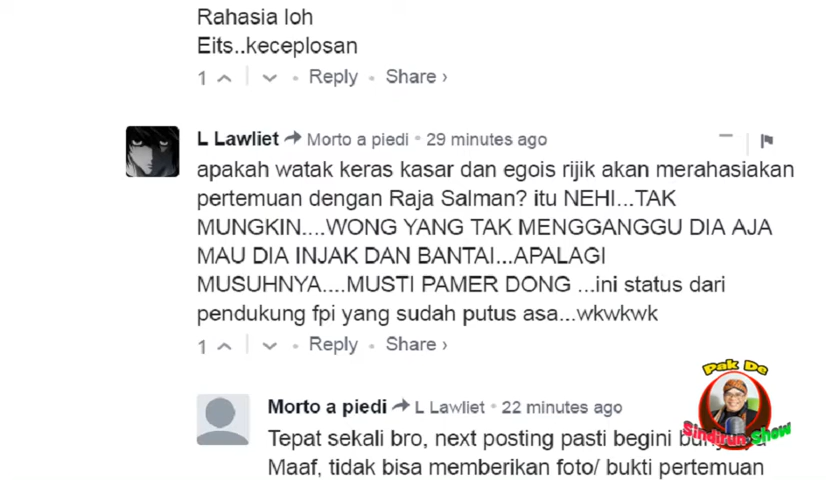 Rahasia loh
Eits..keceplosan
1 Reply • Share ›
L Lawliet Morto a piedi • 29 minutes ago
apakah watak keras kasar dan egois rijik akan merahasiakan
pertemuan dengan Raja Salman? itu NEHI...TAK
MUNGKIN....WONG YANG TAK MENGGANGGU DIA AJA
MAU DIA INJAK DAN BANTAI...APALAGI
MUSUHNYA....MUSTI PAMER DONG ...ini status dari
pendukung fpi yang sudah putus asa...wkwkwk
1 Reply • Share ›
Morto a piedi L Lawliet • 22 minutes ago
Tepat sekali bro, next posting pasti begini
Maaf, tidak bisa memberikan foto/ bukti pertemuan
Pak De
Sindirun Show